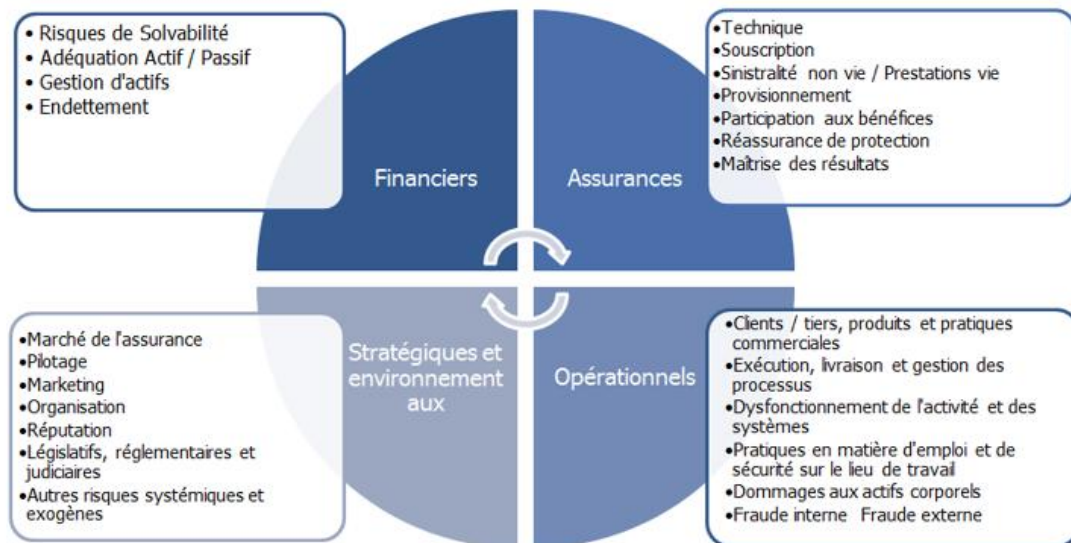 • Risques de Solvabilité
• Adéquation Actif / Passif
• Gestion d'actifs
• Endettement
Financiers
•Technique
•Souscription
•Sinistralité non vie / Prestations vie
•Provisionnement
•Participation aux bénéfices
•Réassurance de protection
•Maîtrise des résultats
Assurances
•Marché de l'assurance
•Pilotage
•Marketing
•Organisation
•Réputation
•Législatifs, réglementaires et
judiciaires
•Autres risques systémiques et
exogènes
Stratégiques et
environnement
aux
Opérationnels
•Clients / tiers, produits et pratiques
commerciales
•Exécution, livraison et gestion des
processus
•Dysfonctionnement de l'activité et des
systèmes
•Pratiques en matière d'emploi et de
sécurité sur le lieu de travail
•Dommages aux actifs corporels
•Fraude interne Fraude externe